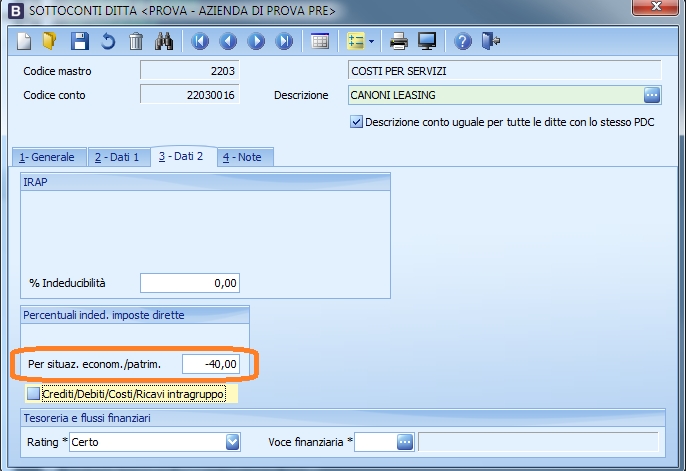 B SOTTOCONTI DITTA <PROVA - AZIENDA DI PROVA PRE>
Codice mastro 2203 COSTI PER SERVIZI
Codice conto 22030016 Descrizione CANONI LEASING
Descrizione conto uguale per tutte le ditte con lo stesso PDC
1- Generale 2 - Dati 1 3 - Dati 2 4 - Note
IRAP
% Indeducibilità 0,00
Percentuali inded. imposte dirette
Per situaz. econom./patrim. -40,00
Crediti/Debiti/Costi/Ricavi intragruppo
Tesoreria e flussi finanziari
Rating * Certo Voce finanziaria *